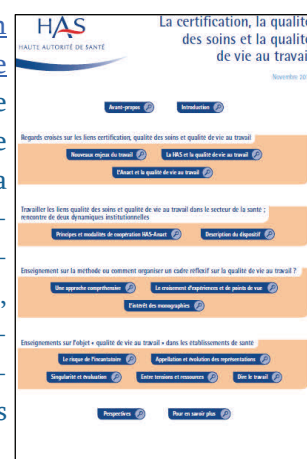 HAS
HAUTE AUTORITÉ DE SANTÉ
La certification, la qualité
des soins et la qualité
de vie au travail
Novembre 20
Avant-propos
Introduction
Regards croisés sur les liens certification, qualité des soins et qualité de vie au travail
Nouveaux enjeux du travail
La HAS et la qualité de vie au travail
l'Anact et la qualité de vie au travail
Travailler les liens qualité des soins et qualité de vie au travail dans le secteur de la santé :
rencontre de deux dynamiques institutionnelles
Principes et modalités de coopération HAS-Anact
Description du dispositif
Enseignement sur la méthode ou comment organiser un cadre réflexif sur la qualité de vie au travail ?
Une approche compréhensive
Le croisement d'expériences et de points de vue
l'intérêt des monographies
Enseignements sur l'objet « qualité de vie au travail » dans les établissements de santé
Le risque de l'incantatoire
Appellation et évolution des représentations
Singularité et évaluation
Entre tensions et ressources
Dire le travail
Perspectives
Pour en savoir plus